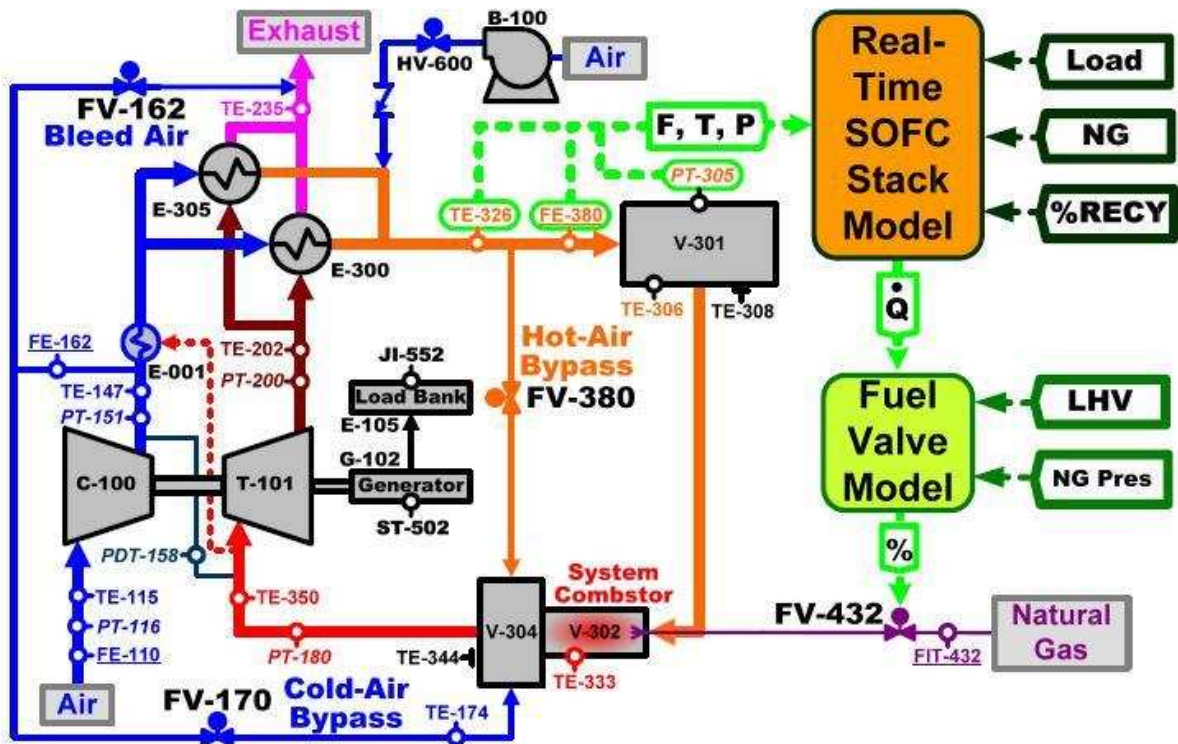 B-100
Exhaust
HV-600
Air
FV-162
Bleed Air
TE-235
E-305
E-300
F, T, P
PT-305
TE-326
FE-380
V-301
TE-306
TE-308
Real-
Time
SOFC
Stack
Model
Load
NG
%RECY
Q̇
FE-162
E-001
TE-147
PT-151
TE-202
PT-200
JI-552
Load Bank
E-105
G-102
Generator
ST-502
Hot-Air
Bypass
FV-380
Fuel
Valve
Model
LHV
NG Pres
%
C-100
T-101
PDT-158
TE-115
PT-116
FE-110
Air
TE-350
PT-180
System
Combstor
V-304
V-302
TE-344
TE-333
FV-432
FIT-432
Natural
Gas
FV-170
Cold-Air
Bypass
TE-174